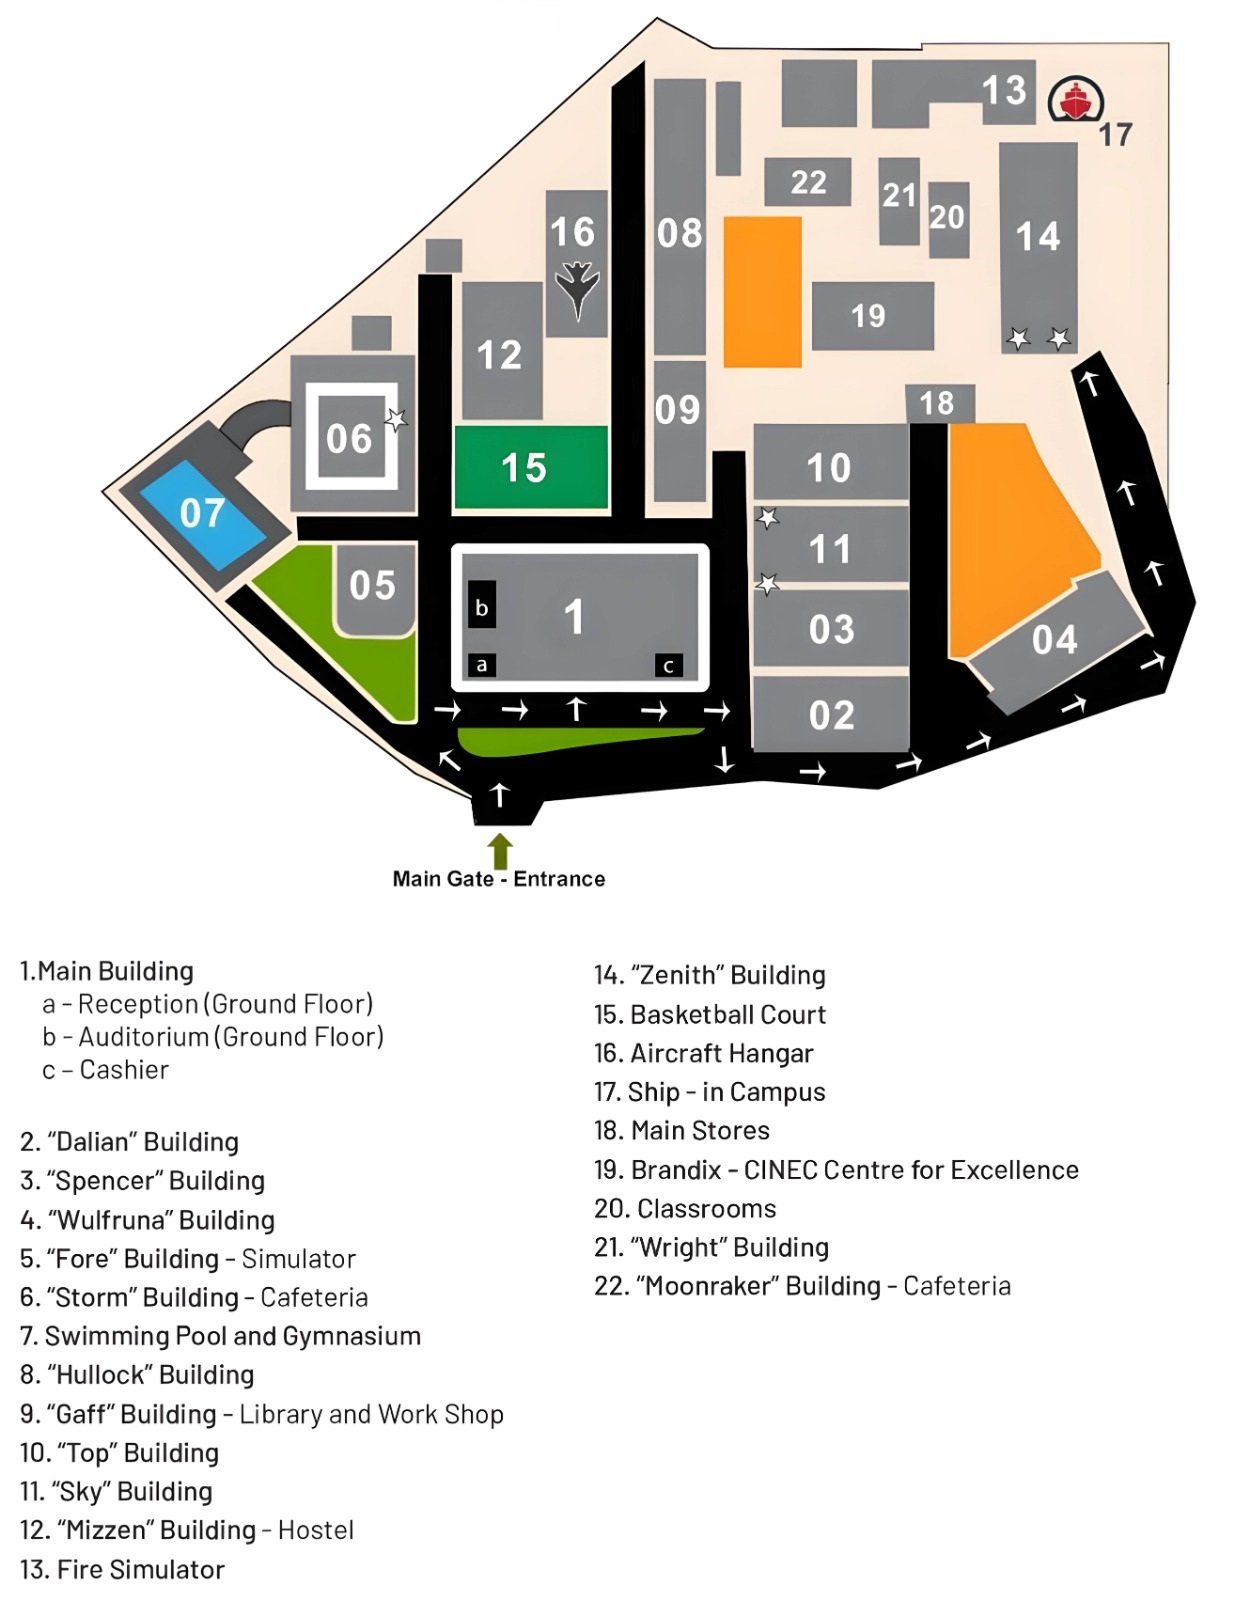 13
17
22
21
20
16
08
14
19
12
18
09
06
15
10
07
11
05
b
1
03
04
a
c
02
Main Gate - Entrance
1.Main Building
a - Reception (Ground Floor)
b - Auditorium (Ground Floor)
c – Cashier
2. “Dalian” Building
3. “Spencer” Building
4. “Wulfruna” Building
5. “Fore” Building - Simulator
6. “Storm” Building - Cafeteria
7. Swimming Pool and Gymnasium
8. “Hullock” Building
9. “Gaff” Building - Library and Work Shop
10. “Top” Building
11. “Sky” Building
12. “Mizzen” Building - Hostel
13. Fire Simulator
14. “Zenith” Building
15. Basketball Court
16. Aircraft Hangar
17. Ship - in Campus
18. Main Stores
19. Brandix - CINEC Centre for Excellence
20. Classrooms
21. “Wright” Building
22. “Moonraker” Building - Cafeteria